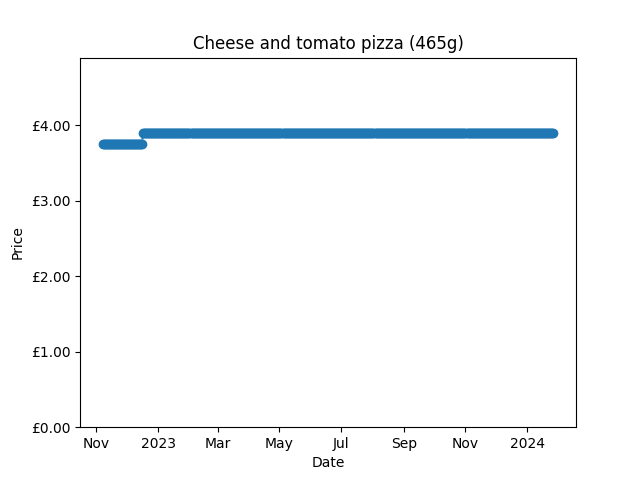 Cheese and tomato pizza (465g)
£4.00
£3.00
£2.00
£1.00
£0.00
Price
Nov 2023 Mar May Jul Sep Nov 2024
Date